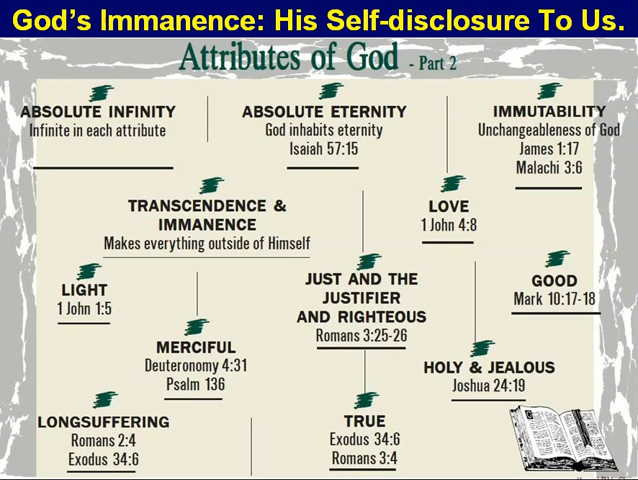 God’s Immanence: His Self-disclosure To Us.
Attributes of God - Part 2
ABSOLUTE INFINITY
Infinite in each attribute
ABSOLUTE ETERNITY
God inhabits eternity
Isaiah 57:15
IMMUTABILITY
Unchangeableness of God
James 1:17
Malachi 3:6
TRANSCENDENCE &
IMMANENCE
Makes everything outside of Himself
LOVE
1 John 4:8
LIGHT
1 John 1:5
JUST AND THE
JUSTIFIER
AND RIGHTEOUS
Romans 3:25-26
GOOD
Mark 10:17-18
MERCIFUL
Deuteronomy 4:31
Psalm 136
HOLY & JEALOUS
Joshua 24:19
LONGSUFFERING
Romans 2:4
Exodus 34:6
TRUE
Exodus 34:6
Romans 3:4